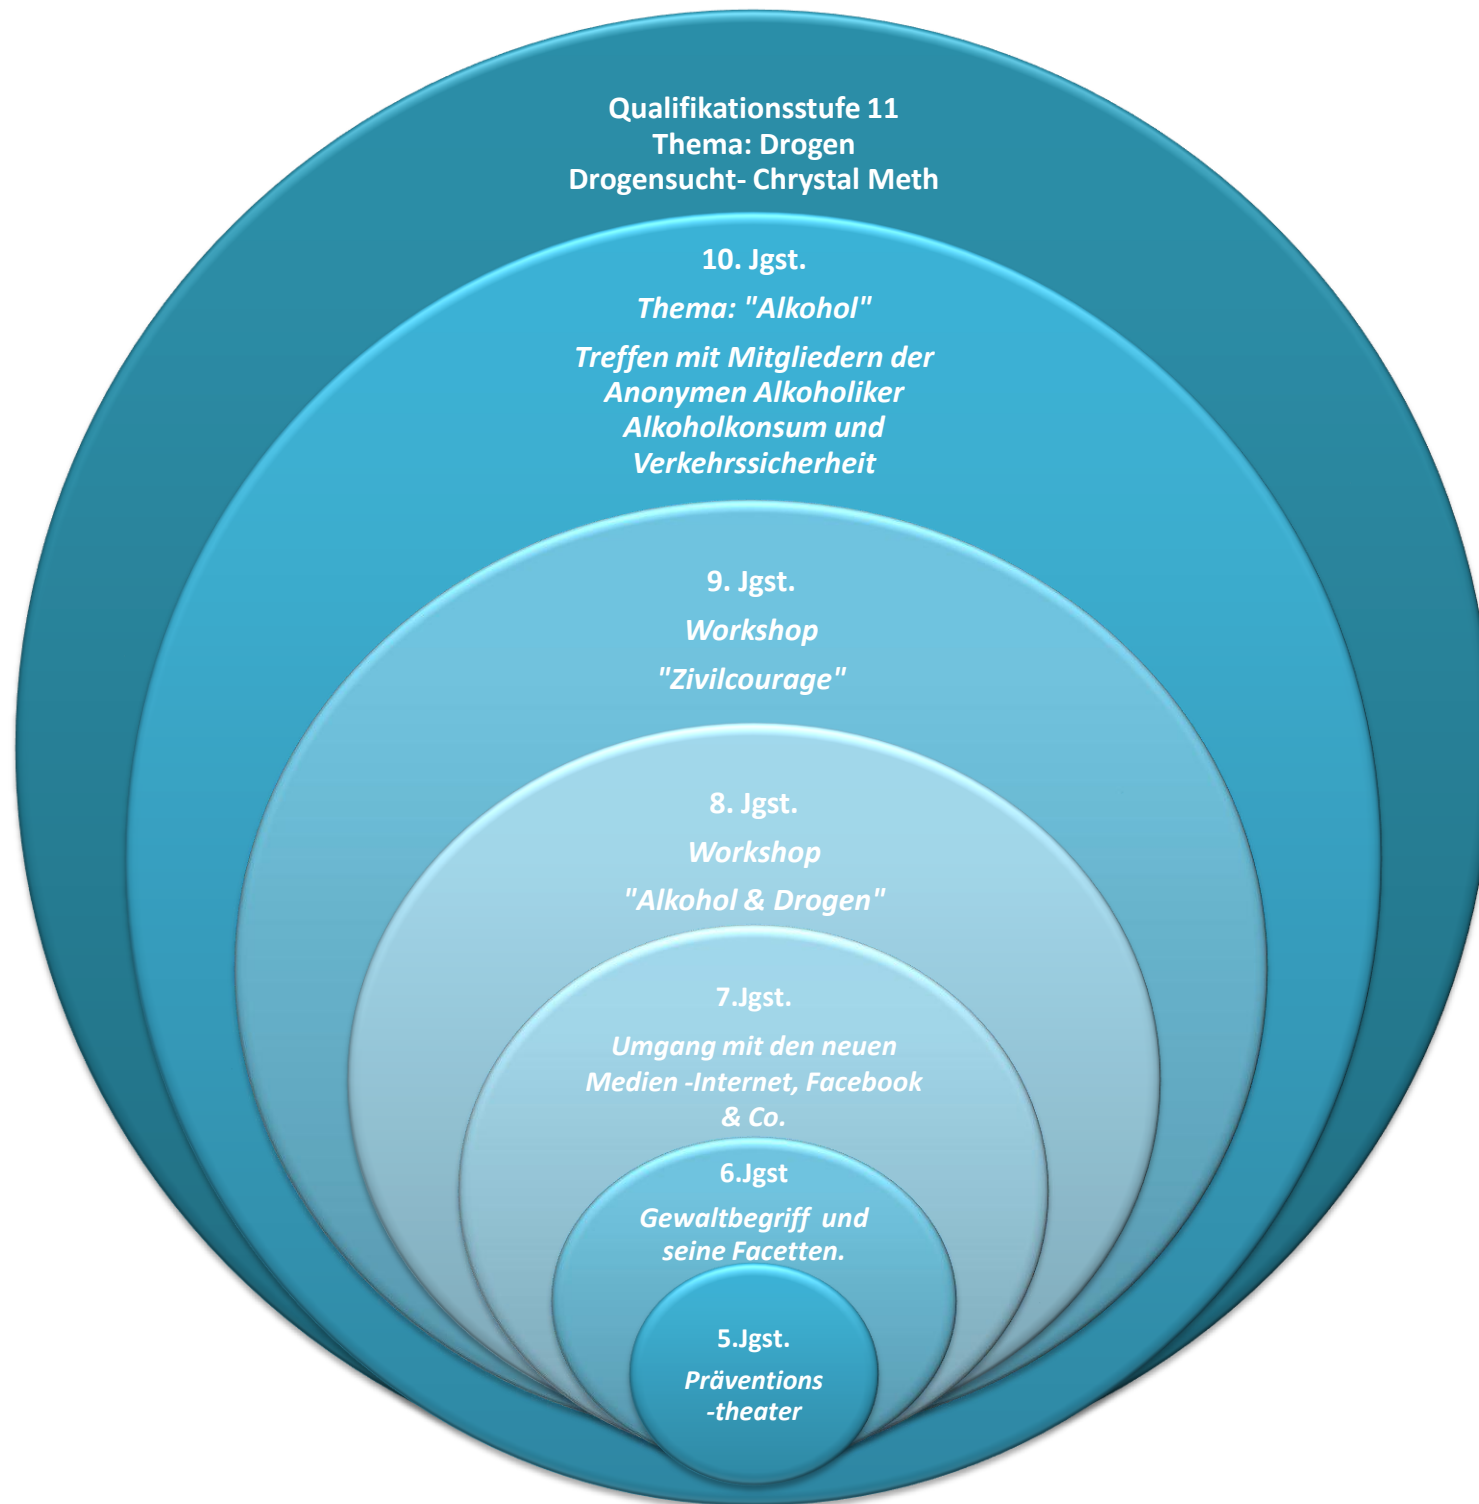 Qualifikationsstufe 11
Thema: Drogen
Drogensucht- Chrystal Meth
10. Jgst.
Thema: "Alkohol"
Treffen mit Mitgliedern der
Anonymen Alkoholiker
Alkoholkonsum und
Verkehrssicherheit
9. Jgst.
Workshop
"Zivilcourage"
8. Jgst.
Workshop
"Alkohol & Drogen"
7.Jgst.
Umgang mit den neuen
Medien -Internet, Facebook
& Co.
6.Jgst
Gewaltbegriff und
seine Facetten.
5.Jgst.
Präventions
-theater